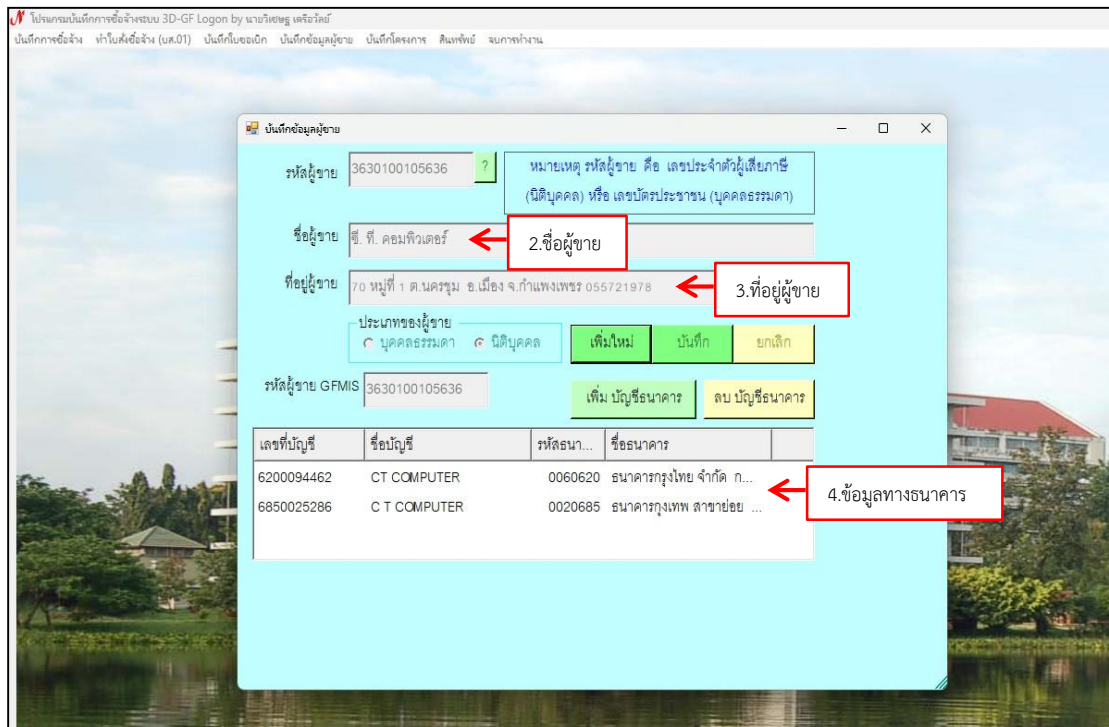 โปรแกรมบันทึกการซื้อจ้างระบบ 3D-GF Logon by นายวิเชษฐ เครือวัลย์
บันทึกการซื้อจ้าง ทำใบสั่งซื้อจ้าง (บส.01) บันทึกใบขอเบิก บันทึกข้อมูลผู้ขาย บันทึกโครงการ สินทรัพย์ จบการทำงาน
บันทึกข้อมูลผู้ขาย
รหัสผู้ขาย 3630100105636 ?
หมายเหตุ รหัสผู้ขาย คือ เลขประจำตัวผู้เสียภาษี
(นิติบุคคล) หรือ เลขบัตรประชาชน (บุคคลธรรมดา)
ชื่อผู้ขาย ซี. ที. คอมพิวเตอร์ 2.ชื่อผู้ขาย
ที่อยู่ผู้ขาย 70 หมู่ที่ 1 ต.นครชุม อ.เมือง จ.กำแพงเพชร 055721978 3.ที่อยู่ผู้ขาย
ประเภทของผู้ขาย
บุคคลธรรมดา นิติบุคคล เพิ่มใหม่ บันทึก ยกเลิก
รหัสผู้ขาย GFMIS 3630100105636 เพิ่ม บัญชีธนาคาร ลบ บัญชีธนาคาร
เลขที่บัญชี ชื่อบัญชี รหัสธนา... ชื่อธนาคาร
6200094462 CT COMPUTER 0060620 ธนาคารกรุงไทย จำกัด ก...
6850025286 C T COMPUTER 0020685 ธนาคารกุงเทพ สาขาย่อย ...
4.ข้อมูลทางธนาคาร